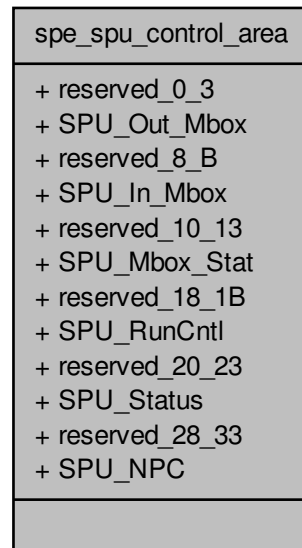 spe_spu_control_area
+ reserved_0_3
+ SPU_Out_Mbox
+ reserved_8_B
+ SPU_In_Mbox
+ reserved_10_13
+ SPU_Mbox_Stat
+ reserved_18_1B
+ SPU_RunCntl
+ reserved_20_23
+ SPU_Status
+ reserved_28_33
+ SPU_NPC